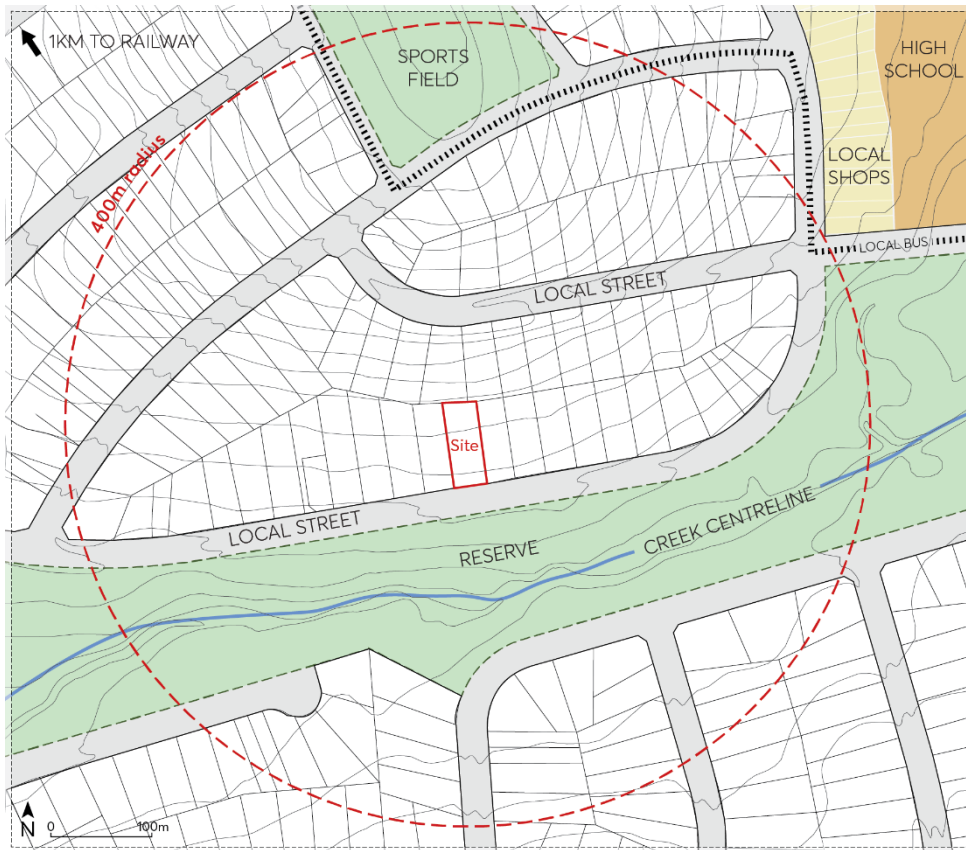 1KM TO RAILWAY
SPORTS
FIELD
HIGH
SCHOOL
400m radius
LOCAL
SHOPS
LOCAL BUS
LOCAL STREET
Site
LOCAL STREET
RESERVE
CREEK CENTRELINE
N
0
100m